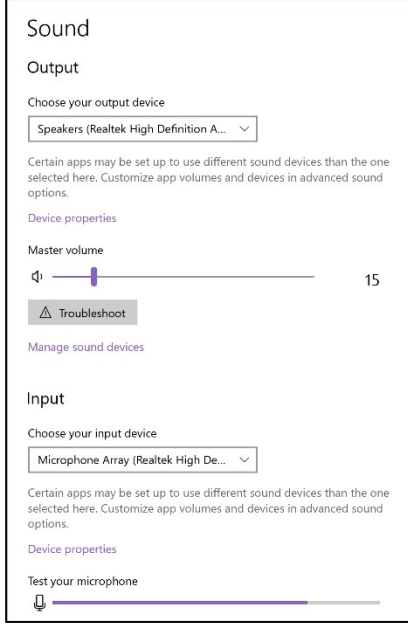 Sound
Output
Choose your output device
Speakers (Realtek High Definition A...
Certain apps may be set up to use different sound devices than the one
selected here. Customize app volumes and devices in advanced sound
options.
Device properties
Master volume
15
Troubleshoot
Manage sound devices
Input
Choose your input device
Microphone Array (Realtek High De...
Certain apps may be set up to use different sound devices than the one
selected here. Customize app volumes and devices in advanced sound
options.
Device properties
Test your microphone